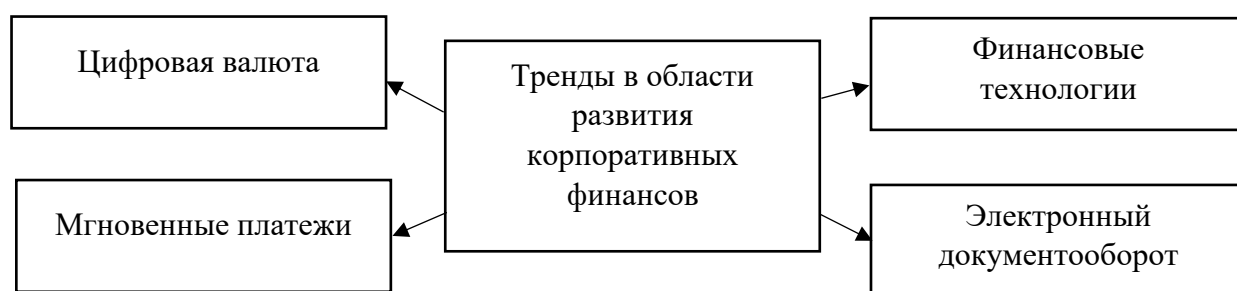 Цифровая валюта
Мгновенные платежи
Тренды в области
развития
корпоративных
финансов
Финансовые
технологии
Электронный
документооборот